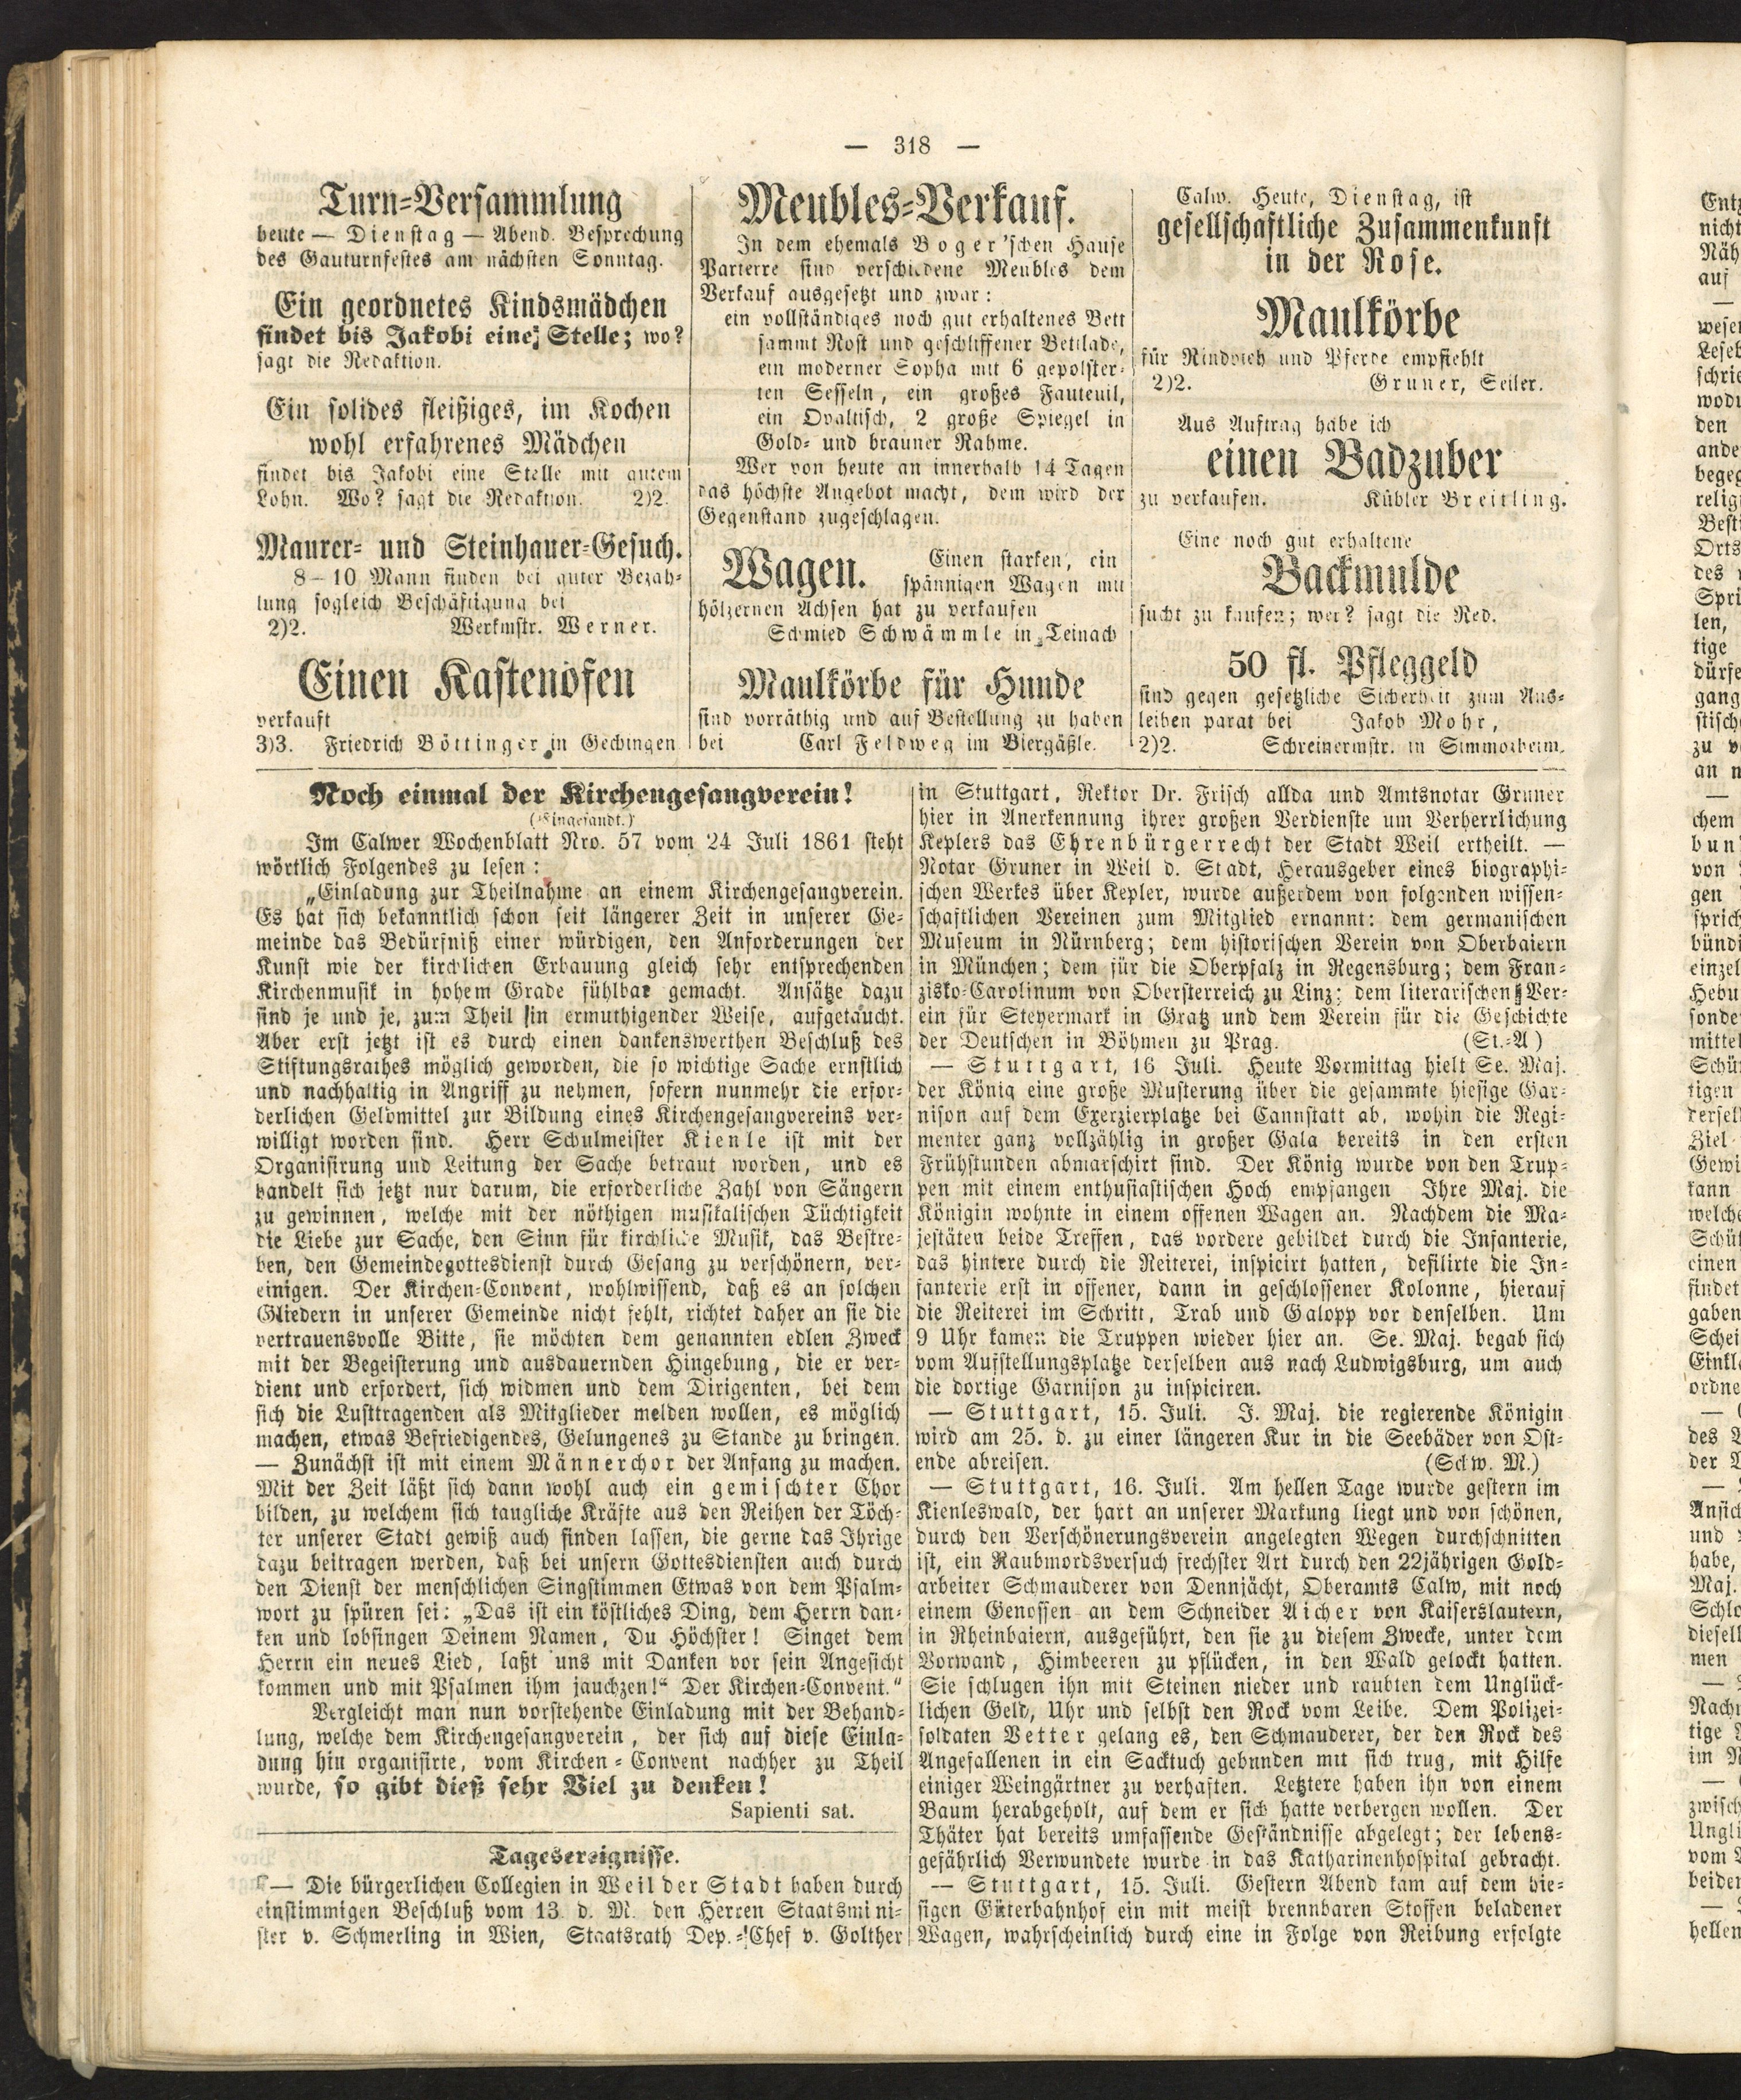 — 318 —
Turn-Versammlung
heute — Dienstag — Abend. Besprechung
des Gauturnfestes am nächsten Sonntag.
Ein geordnetes Kindsmädchen
findet bis Jakobi eine Stelle; wo?
sagt die Redaktion.
Ein solides fleißiges, im Kochen
wohl erfahrenes Mädchen
findet bis Jakobi eine Stelle mit gutem
Lohn. Wo? sagt die Redaktion. 2)2.
Maurer- und Steinhauer-Gesuch.
8—10 Mann finden bei guter Bezah-
lung sogleich Beschäftigung bei
2)2. Werkmstr. Werner.
Einen Kastenofen
verkauft
3)3. Friedrich Böttinger in Gechingen
Meubles-Verkauf.
In dem ehemals Boger'schen Hause
Parterre sind verschiedene Meubles dem
Verkauf ausgesetzt und zwar:
ein vollständiges noch gut erhaltenes Bett
sammt Rost und geschliffener Bettlade,
ein moderner Sopha mit 6 gepolster-
ten Sesseln, ein großes Fauteuil,
ein Ovaltisch, 2 große Spiegel in
Gold- und brauner Rahme.
Wer von heute an innerhalb 14 Tagen
das höchste Angebot macht, dem wird der
Gegenstand zugeschlagen.
Wagen. Einen starken, ein
spännigen Wagen mit
hölzernen Achsen hat zu verkaufen
Schmied Schwämmle in Teinach
Maulkörbe für Hunde
sind vorräthig und auf Bestellung zu haben
bei Carl Feldweg im Biergäßle.
Calw. Heute, Dienstag, ist
gesellschaftliche Zusammenkunft
in der Rose.
Maulkörbe
für Rindvieh und Pferde empfiehlt
2)2. Gruner, Seiler.
Aus Auftrag habe ich
einen Badzuber
zu verkaufen. Kübler Breitling.
Eine noch gut erhaltene
Backmulde
sucht zu kaufen; wer? sagt die Red.
50 fl. Pfleggeld
sind gegen gesetzliche Sicherheit zum Aus-
leihen parat bei Jakob Mohr,
2)2. Schreinermstr. in Simmozheim.
Noch einmal der Kirchengesangverein!
(Eingesandt.)
Im Calwer Wochenblatt Nro. 57 vom 24 Juli 1861 steht
wörtlich Folgendes zu lesen:
„Einladung zur Theilnahme an einem Kirchengesangverein.
Es hat sich bekanntlich schon seit längerer Zeit in unserer Ge-
meinde das Bedürfniß einer würdigen, den Anforderungen der
Kunst wie der kirchlichen Erbauung gleich sehr entsprechenden
Kirchenmusik in hohem Grade fühlbar gemacht. Ansätze dazu
sind je und je, zum Theil in ermuthigender Weise, aufgetaucht.
Aber erst jetzt ist es durch einen dankenswerthen Beschluß des
Stiftungsrathes möglich geworden, die so wichtige Sache ernstlich
und nachhaltig in Angriff zu nehmen, sofern nunmehr die erfor-
derlichen Geldmittel zur Bildung eines Kirchengesangvereins ver-
willigt worden sind. Herr Schulmeister Kienle ist mit der
Organisirung und Leitung der Sache betraut worden, und es
handelt sich jetzt nur darum, die erforderliche Zahl von Sängern
zu gewinnen, welche mit der nöthigen musikalischen Tüchtigkeit
die Liebe zur Sache, den Sinn für kirchliche Musik, das Bestre-
ben, den Gemeindegottesdienst durch Gesang zu verschönern, ver-
einigen. Der Kirchen-Convent, wohlwissend, daß es an solchen
Gliedern in unserer Gemeinde nicht fehlt, richtet daher an sie die
vertrauensvolle Bitte, sie möchten dem genannten edlen Zweck
mit der Begeisterung und ausdauernden Hingebung, die er ver-
dient und erfordert, sich widmen und dem Dirigenten, bei dem
sich die Lusttragenden als Mitglieder melden wollen, es möglich
machen, etwas Befriedigendes, Gelungenes zu Stande zu bringen.
— Zunächst ist mit einem Männerchor der Anfang zu machen.
Mit der Zeit läßt sich dann wohl auch ein gemischter Chor
bilden, zu welchem sich taugliche Kräfte aus den Reihen der Töch-
ter unserer Stadt gewiß auch finden lassen, die gerne das Ihrige
dazu beitragen werden, daß bei unsern Gottesdiensten auch durch
den Dienst der menschlichen Singstimmen Etwas von dem Psalm-
wort zu spüren sei: „Das ist ein köstliches Ding, dem Herrn dan-
ken und lobsingen Deinem Namen, Du Höchster! Singet dem
Herrn ein neues Lied, laßt uns mit Danken vor sein Angesicht
kommen und mit Psalmen ihm jauchzen!“ Der Kirchen-Convent.“
Vergleicht man nun vorstehende Einladung mit der Behand-
lung, welche dem Kirchengesangverein, der sich auf diese Einla-
dung hin organisirte, vom Kirchen-Convent nachher zu Theil
wurde, so gibt dieß sehr Viel zu denken!
Sapienti sat.
Tagesereignisse.
— Die bürgerlichen Collegien in Weil der Stadt haben durch
einstimmigen Beschluß vom 13. d. M. den Herren Staatsmini-
ster v. Schmerling in Wien, Staatsrath Dep.-Chef v. Golther
in Stuttgart, Rektor Dr. Frisch allda und Amtsnotar Gruner
hier in Anerkennung ihrer großen Verdienste um Verherrlichung
Keplers das Ehrenbürgerrecht der Stadt Weil ertheilt. —
Notar Gruner in Weil d. Stadt, Herausgeber eines biographi-
schen Werkes über Kepler, wurde außerdem von folgenden wissen-
schaftlichen Vereinen zum Mitglied ernannt: dem germanischen
Museum in Nürnberg; dem historischen Verein von Oberbaiern
in München; dem für die Oberpfalz in Regensburg; dem Fran-
zisko-Carolinum von Obersterreich zu Linz; dem literarischen Ver-
ein für Steyermark in Gratz und dem Verein für die Geschichte
der Deutschen in Böhmen zu Prag. (St.-A)
— Stuttgart, 16 Juli. Heute Vormittag hielt Se. Maj.
der König eine große Musterung über die gesammte hiesige Gar-
nison auf dem Exerzierplatze bei Cannstatt ab, wohin die Regi-
menter ganz vollzählig in großer Gala bereits in den ersten
Frühstunden abmarschirt sind. Der König wurde von den Trup-
pen mit einem enthusiastischen Hoch empfangen Ihre Maj. die
Königin wohnte in einem offenen Wagen an. Nachdem die Ma-
jestäten beide Treffen, das vordere gebildet durch die Infanterie,
das hintere durch die Reiterei, inspicirt hatten, defilirte die In-
fanterie erst in offener, dann in geschlossener Kolonne, hierauf
die Reiterei im Schritt, Trab und Galopp vor denselben. Um
9 Uhr kamen die Truppen wieder hier an. Se. Maj. begab sich
vom Aufstellungsplatze derselben aus nach Ludwigsburg, um auch
die dortige Garnison zu inspiciren.
— Stuttgart, 15. Juli. J. Maj. die regierende Königin
wird am 25. d. zu einer längeren Kur in die Seebäder von Ost-
ende abreisen. (Schw. M.)
— Stuttgart, 16. Juli. Am hellen Tage wurde gestern im
Kienleswald, der hart an unserer Markung liegt und von schönen,
durch den Verschönerungsverein angelegten Wegen durchschnitten
ist, ein Raubmordsversuch frechster Art durch den 22jährigen Gold-
arbeiter Schmauderer von Dennjächt, Oberamts Calw, mit noch
einem Genossen an dem Schneider Aicher von Kaiserslautern,
in Rheinbaiern, ausgeführt, den sie zu diesem Zwecke, unter dem
Vorwand, Himbeeren zu pflücken, in den Wald gelockt hatten.
Sie schlugen ihn mit Steinen nieder und raubten dem Unglück-
lichen Geld, Uhr und selbst den Rock vom Leibe. Dem Polizei-
soldaten Vetter gelang es, den Schmauderer, der den Rock des
Angefallenen in ein Sacktuch gebunden mit sich trug, mit Hilfe
einiger Weingärtner zu verhaften. Letztere haben ihn von einem
Baum herabgeholt, auf dem er sich hatte verbergen wollen. Der
Thäter hat bereits umfassende Geständnisse abgelegt; der lebens-
gefährlich Verwundete wurde in das Katharinenhospital gebracht.
— Stuttgart, 15. Juli. Gestern Abend kam auf dem hie-
sigen Güterbahnhof ein mit meist brennbaren Stoffen beladener
Wagen, wahrscheinlich durch eine in Folge von Reibung erfolgte